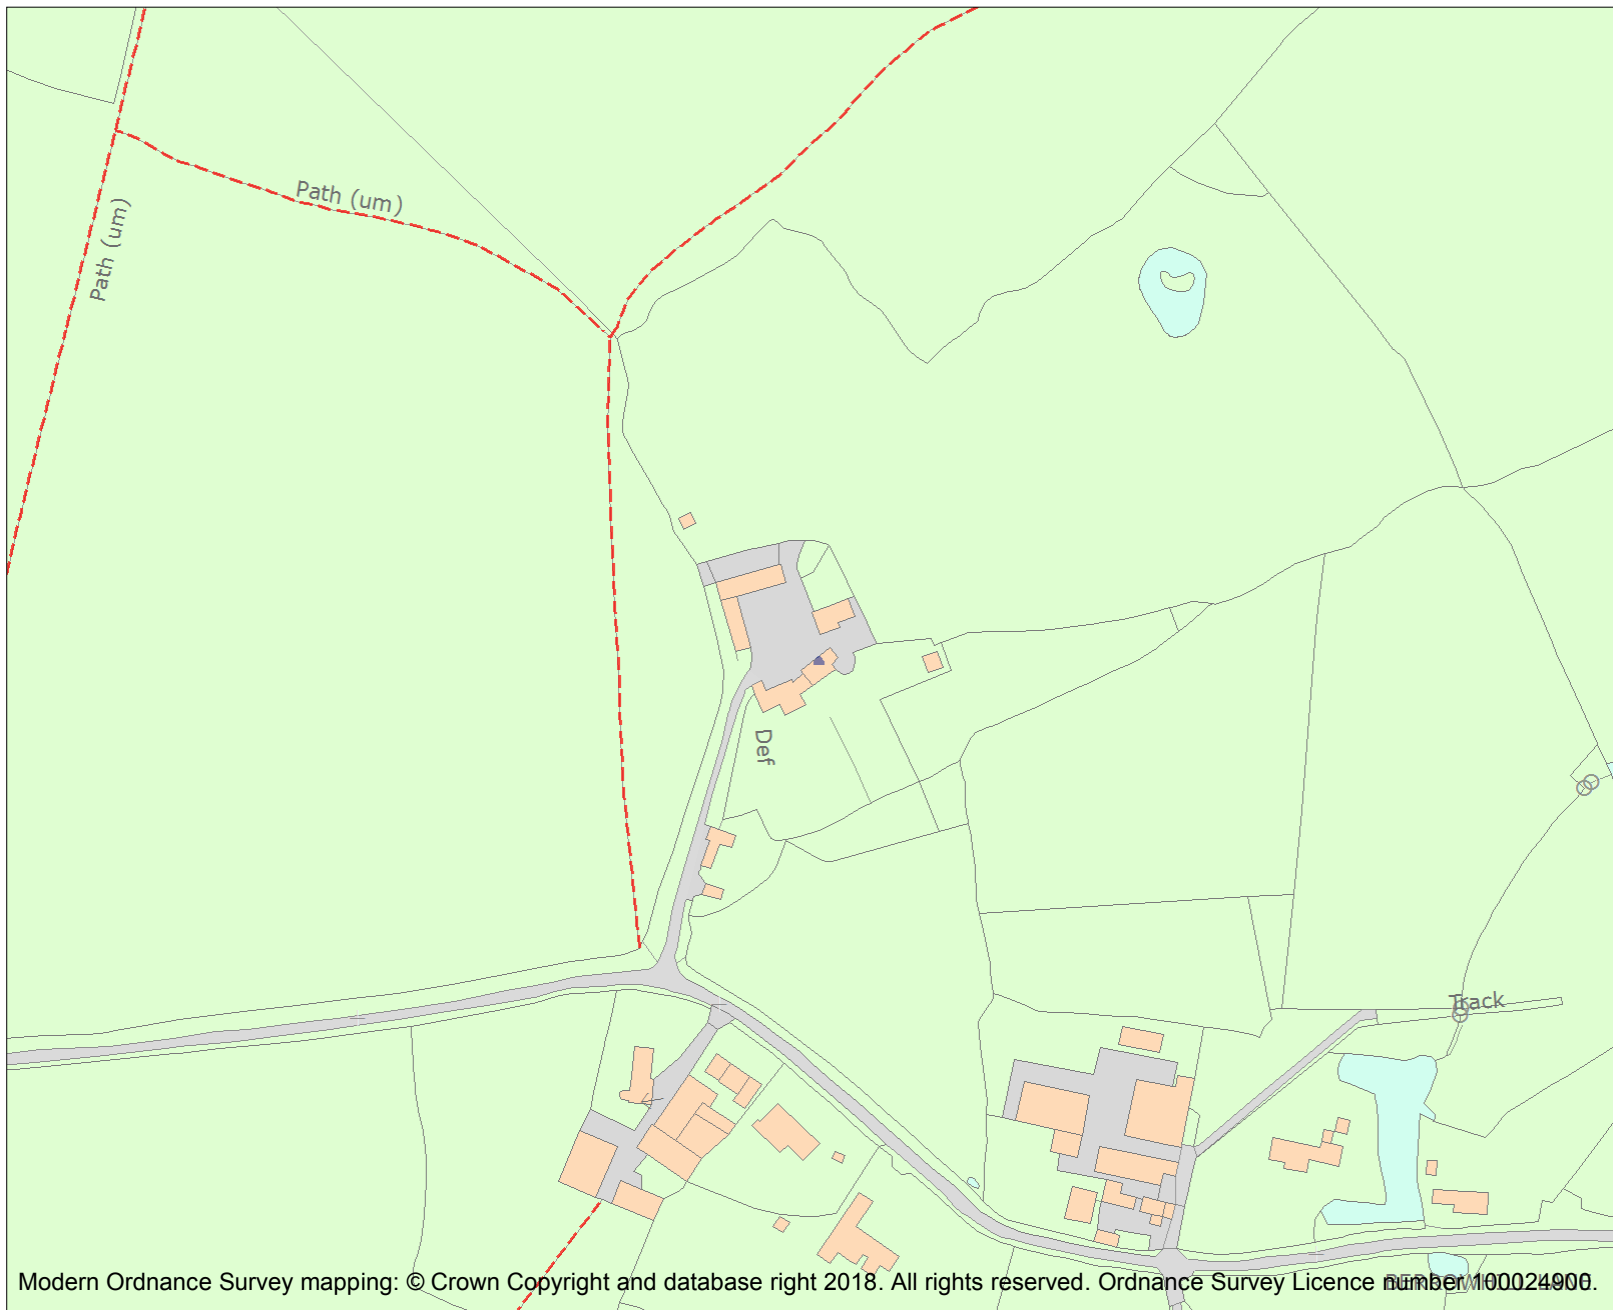 Path (um)
Path (um)
Def
Track
Modern Ordnance Survey mapping: © Crown Copyright and database right 2018. All rights reserved. Ordnance Survey Licence number 100024900.